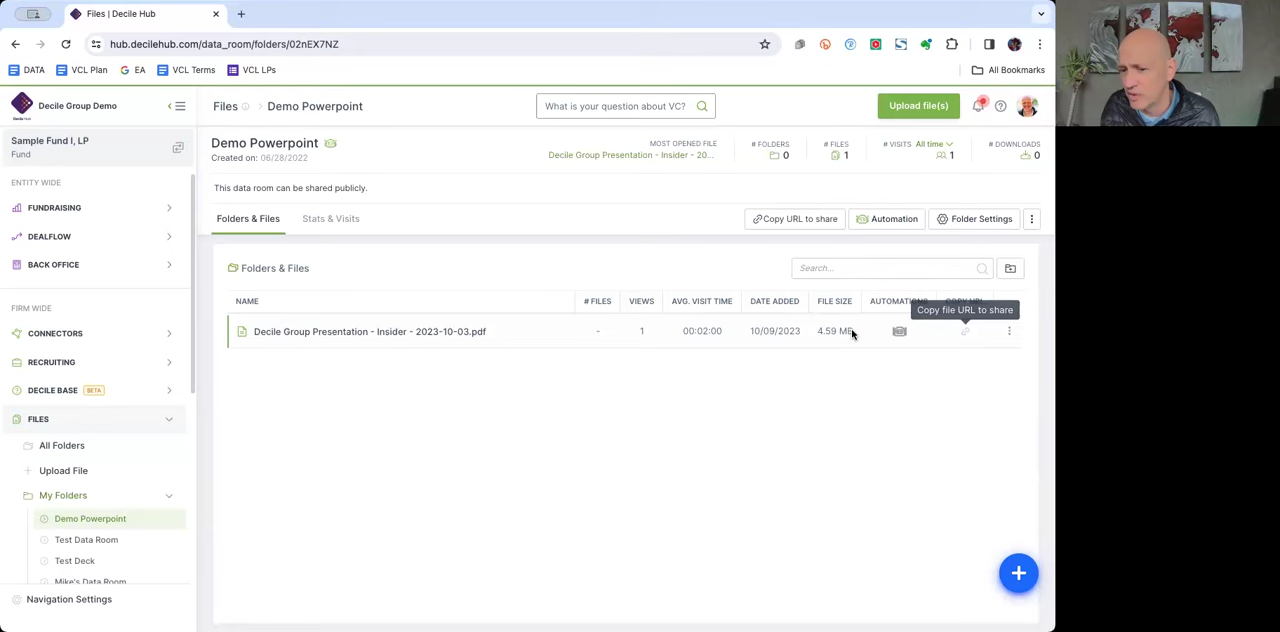 Files | Decile Hub
hub.decilehub.com/data_room/folders/02nEX7NZ
DATA
VCL Plan
EA
VCL Terms
VCL LPs
All Bookmarks
Decile Group Demo
Files > Demo Powerpoint
What is your question about VC?
Upload file(s)
Sample Fund I, LP
Fund
Demo Powerpoint
Created on: 06/28/2022
MOST OPENED FILE
Decile Group Presentation - Insider - 20...
# FOLDERS
0
# FILES
1
# VISITS All time
1
# DOWNLOADS
0
This data room can be shared publicly.
Folders & Files
Stats & Visits
Copy URL to share
Automation
Folder Settings
ENTITY WIDE
FUNDRAISING
DEALFLOW
BACK OFFICE
FIRM WIDE
CONNECTORS
RECRUITING
DECILE BASE BETA
FILES
All Folders
Upload File
My Folders
Demo Powerpoint
Test Data Room
Test Deck
Mike's Data Room
Navigation Settings
Folders & Files
Search...
NAME # FILES VIEWS AVG. VISIT TIME DATE ADDED FILE SIZE AUTOMATION
Copy file URL to share
Decile Group Presentation - Insider - 2023-10-03.pdf - 1 00:02:00 10/09/2023 4.59 MB